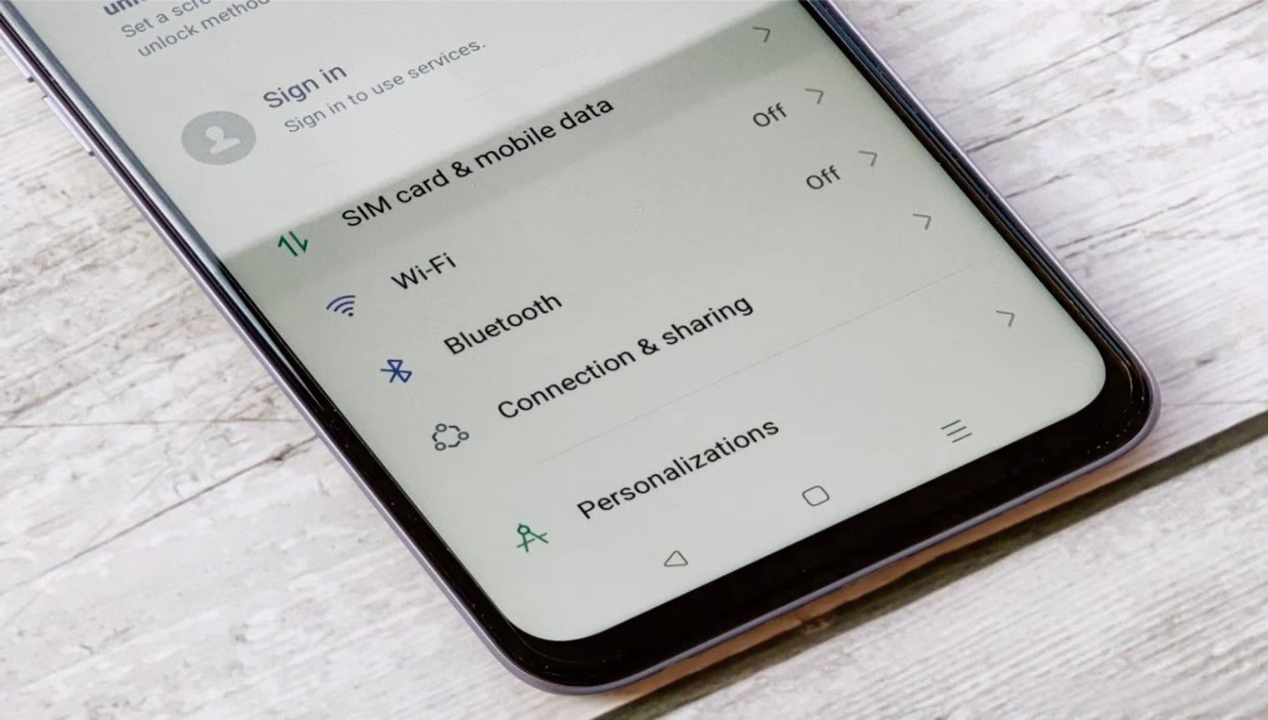 Set a scre
unlock method
Sign in
Sign in to use services.
SIM card & mobile data
Wi-Fi
Off
Bluetooth
Off
Connection & sharing
Personalizations